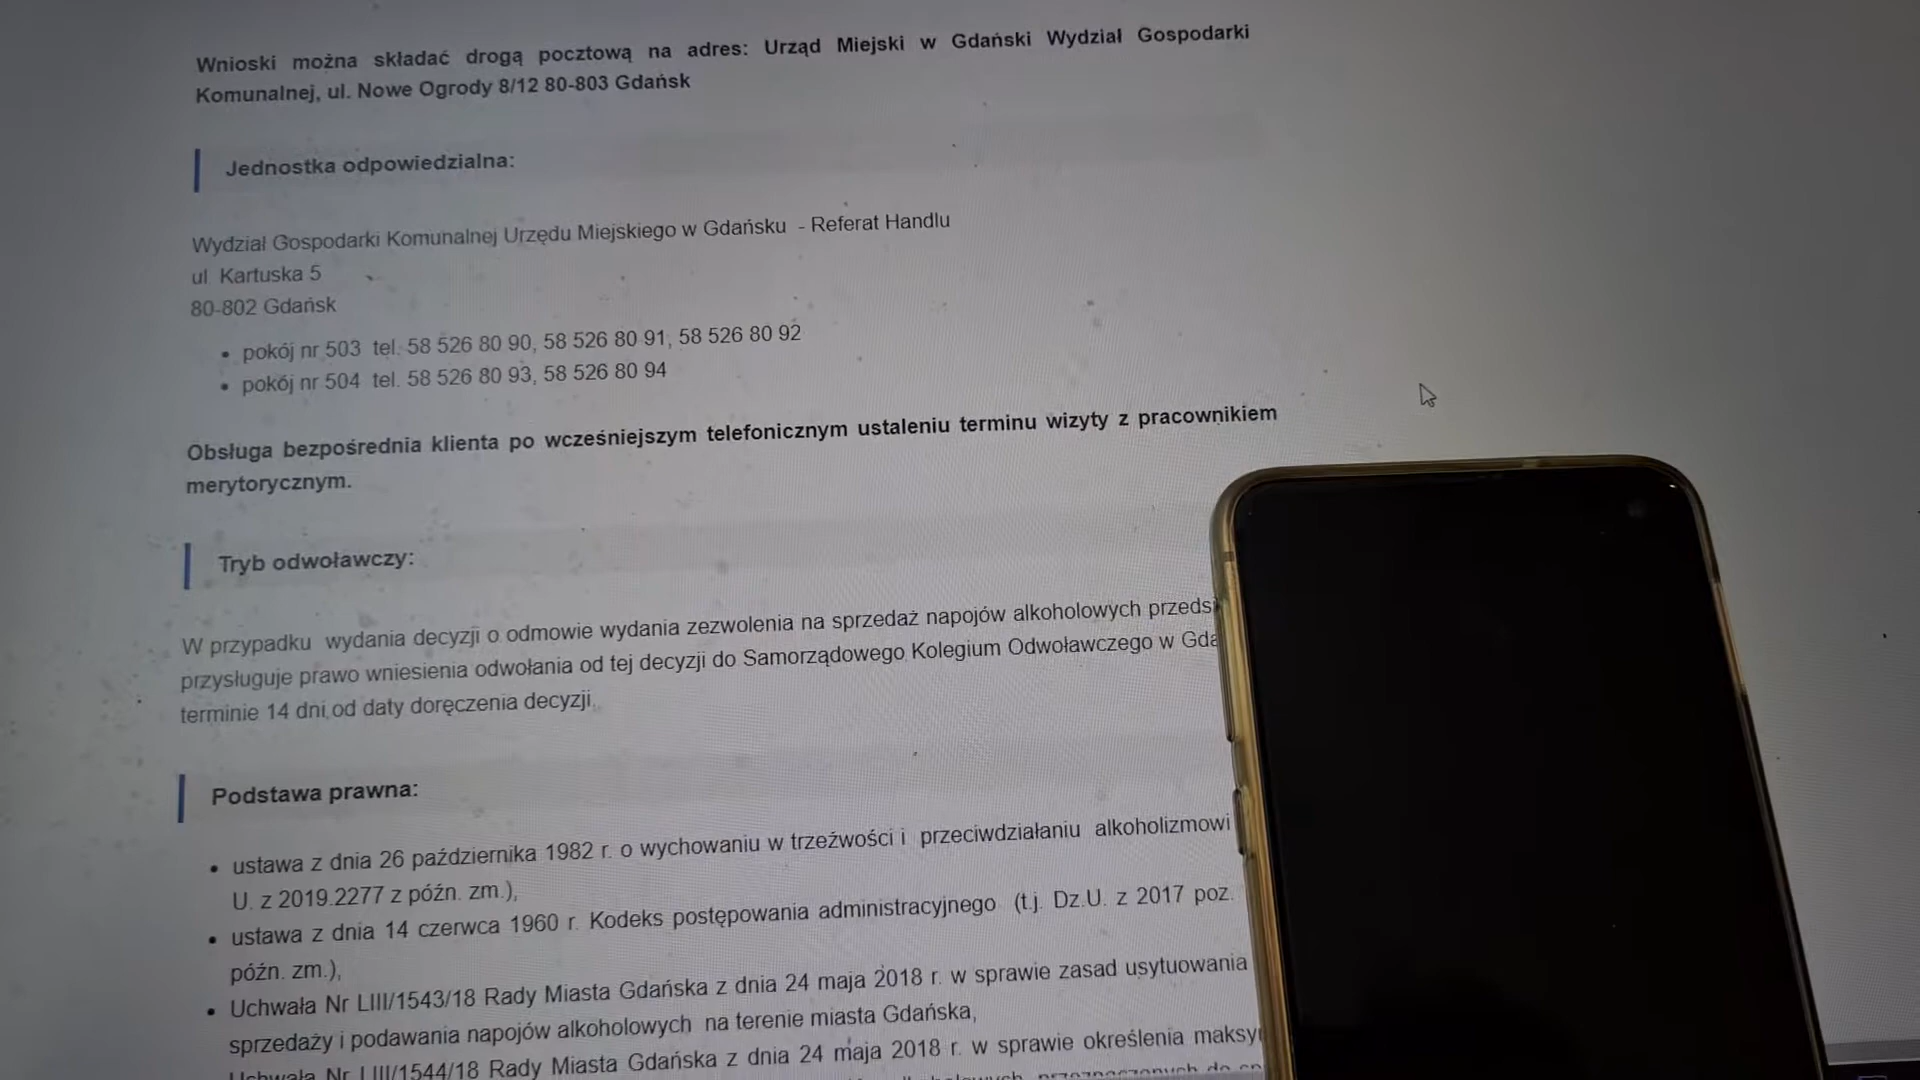 Wnioski można składać drogą pocztową na adres: Urząd Miejski w Gdański Wydział Gospodarki
Komunalnej, ul. Nowe Ogrody 8/12 80-803 Gdańsk
Jednostka odpowiedzialna:
Wydział Gospodarki Komunalnej Urzędu Miejskiego w Gdańsku - Referat Handlu
ul Kartuska 5
80-802 Gdańsk
• pokój nr 503 tel. 58 526 80 90, 58 526 80 91, 58 526 80 92
• pokój nr 504 tel. 58 526 80 93, 58 526 80 94
Obsługa bezpośrednia klienta po wcześniejszym telefonicznym ustaleniu terminu wizyty z pracownikiem
merytorycznym.
Tryb odwoławczy:
W przypadku wydania decyzji o odmowie wydania zezwolenia na sprzedaż napojów alkoholowych
przysługuje prawo wniesienia odwołania od tej decyzji do Samorządowego Kolegium Odwoławczego w
terminie 14 dni od daty doręczenia decyzji.
Podstawa prawna:
• ustawa z dnia 26 października 1982 r. o wychowaniu w trzeźwości i przeciwdziałaniu alkoholizmowi
U. z 2019.2277 z późn. zm.),
• ustawa z dnia 14 czerwca 1960 r. Kodeks postępowania administracyjnego (t.j. Dz.U. z 2017 poz.
późn. zm.),
• Uchwała Nr LIII/1543/18 Rady Miasta Gdańska z dnia 24 maja 2018 r. w sprawie zasad usytuowania
sprzedaży i podawania napojów alkoholowych na terenie miasta Gdańska,
Uchwała Nr LIII/1544/18 Rady Miasta Gdańska z dnia 24 maja 2018 r. w sprawie określenia